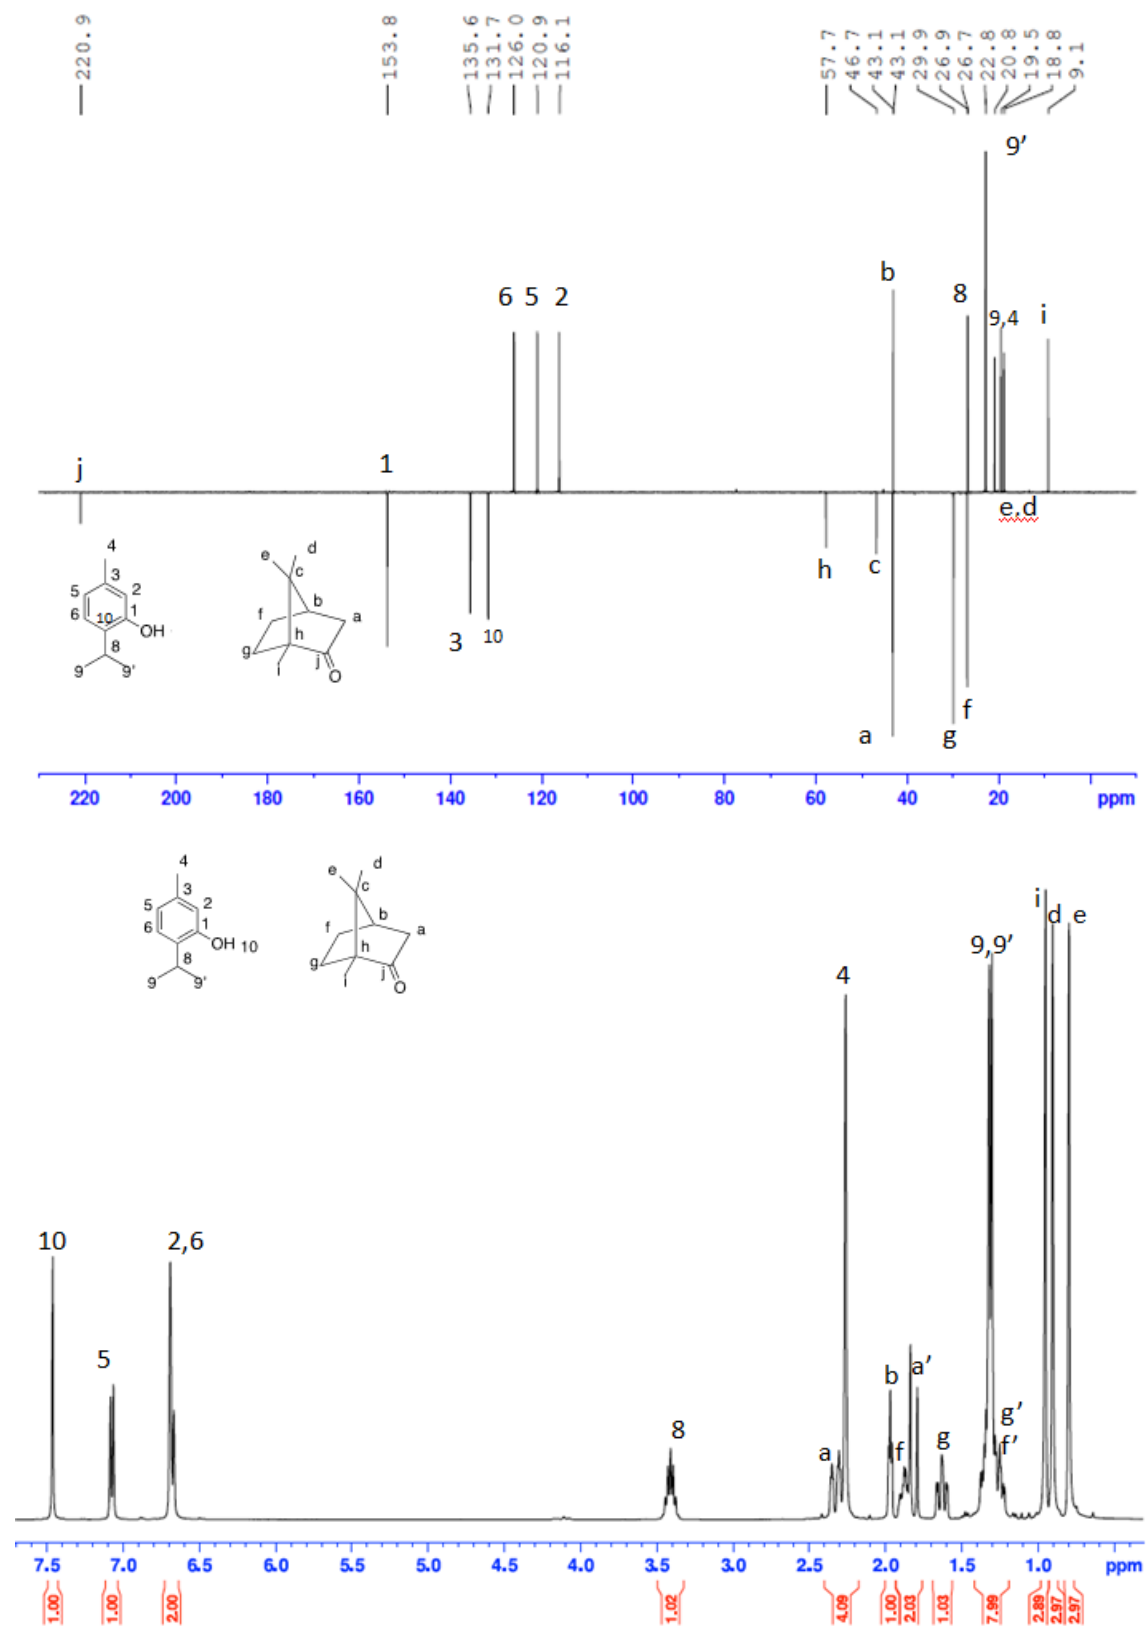 220.9 153.8 135.6 131.7 126.0 120.9 116.1 57.7 46.7 43.1 43.1 29.9 26.9 26.7 22.8 20.8 19.5 18.8 9.1
9’
b
6 5 2 8 9,4 i
j 1
e,d
h c
3 10
f
a g
4
3
5 2
6 10 1
OH
8
9 9'
e d
c
b
f a
h
g
j
i O
220 200 180 160 140 120 100 80 60 40 20 ppm
4
3
5 2
6 1
OH 10
8
9 9'
e d
c
b
f a
h
g
j
i O
i d e
9,9’
4
10 2,6
5
a’
b
g’
8 g f’
a f
7.5 7.0 6.5 6.0 5.5 5.0 4.5 4.0 3.5 3.0 2.5 2.0 1.5 1.0 ppm
1.00 1.00 2.00 1.02 4.09 1.00 2.03 1.03 7.99 2.89 2.97 2.97